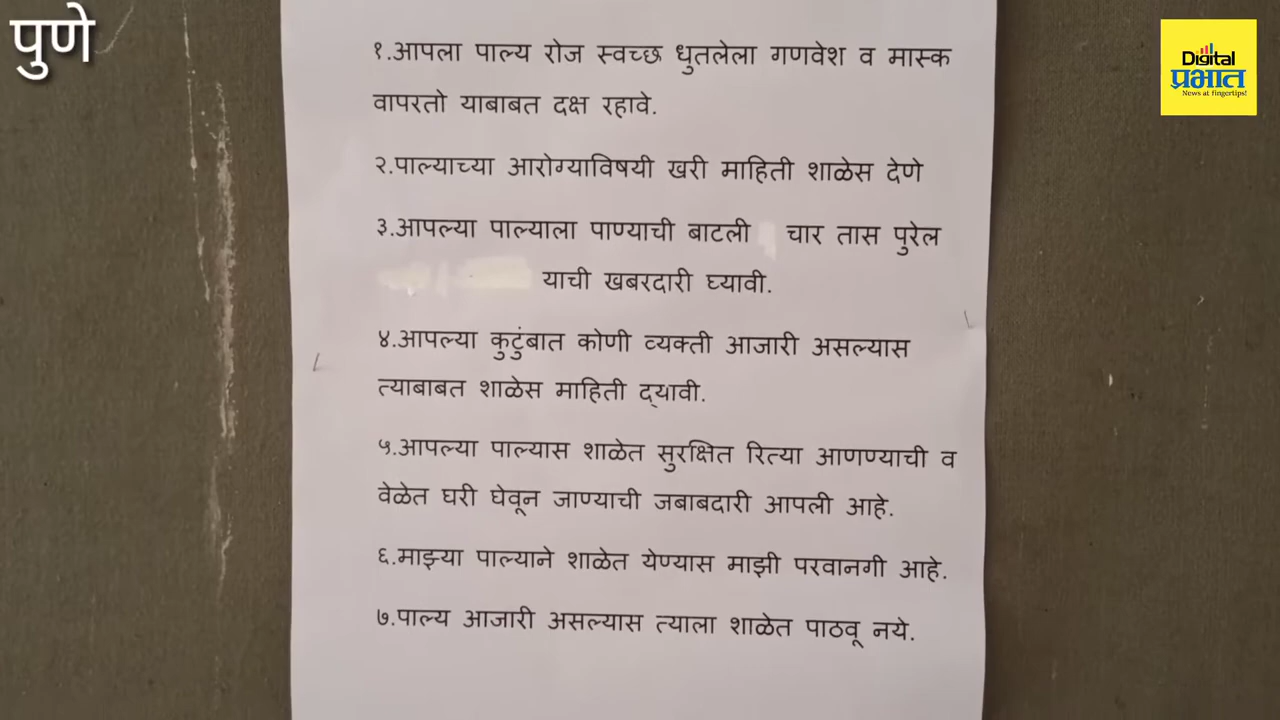 पुणे
Digital
प्रभात
News at fingertips!
१.आपला पाल्य रोज स्वच्छ धुतलेला गणवेश व मास्क
वापरतो याबाबत दक्ष रहावे.
२.पाल्याच्या आरोग्याविषयी खरी माहिती शाळेस देणे
३.आपल्या पाल्याला पाण्याची बाटली चार तास पुरेल
याची खबरदारी घ्यावी.
४.आपल्या कुटुंबात कोणी व्यक्ती आजारी असल्यास
त्याबाबत शाळेस माहिती द्यावी.
५.आपल्या पाल्यास शाळेत सुरक्षित रित्या आणण्याची व
वेळेत घरी घेवून जाण्याची जबाबदारी आपली आहे.
६.माझ्या पाल्याने शाळेत येण्यास माझी परवानगी आहे.
७.पाल्य आजारी असल्यास त्याला शाळेत पाठवू नये.